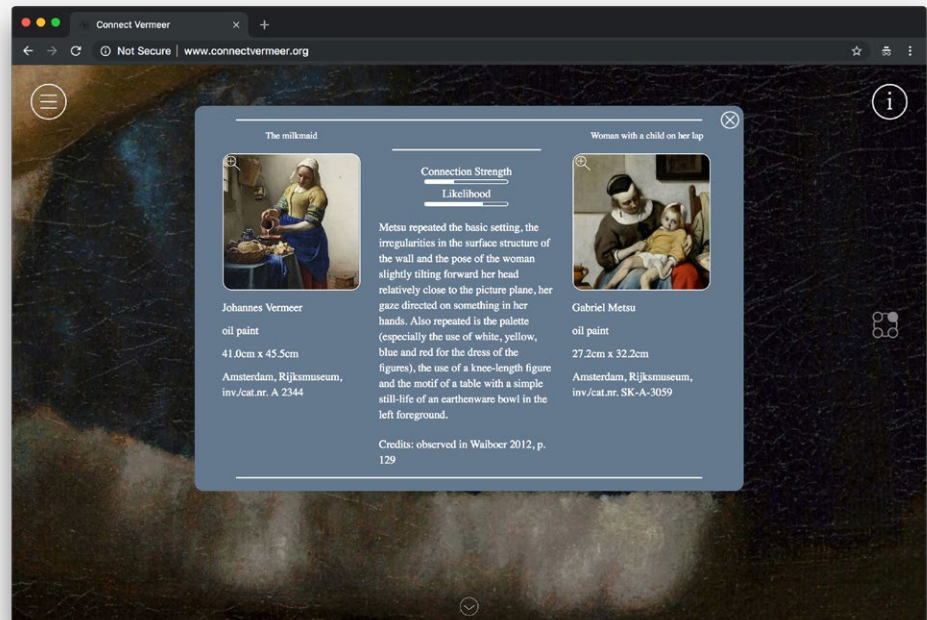 Connect Vermeer
Not Secure | www.connectvermeer.org
i
The milkmaid
Woman with a child on her lap
Connection Strength
Likelihood
Metsu repeated the basic setting, the
irregularities in the surface structure of
the wall and the pose of the woman
slightly tilting forward her head
relatively close to the picture plane, her
gaze directed on something in her
hands. Also repeated is the palette
(especially the use of white, yellow,
blue and red for the dress of the
figures), the use of a knee-length figure
and the motif of a table with a simple
still-life of an earthenware bowl in the
left foreground.
Credits: observed in Waiboer 2012, p.
129
Johannes Vermeer
oil paint
41.0cm x 45.5cm
Amsterdam, Rijksmuseum,
inv./cat.nr. A 2344
Gabriel Metsu
oil paint
27.2cm x 32.2cm
Amsterdam, Rijksmuseum,
inv./cat.nr. SK-A-3059